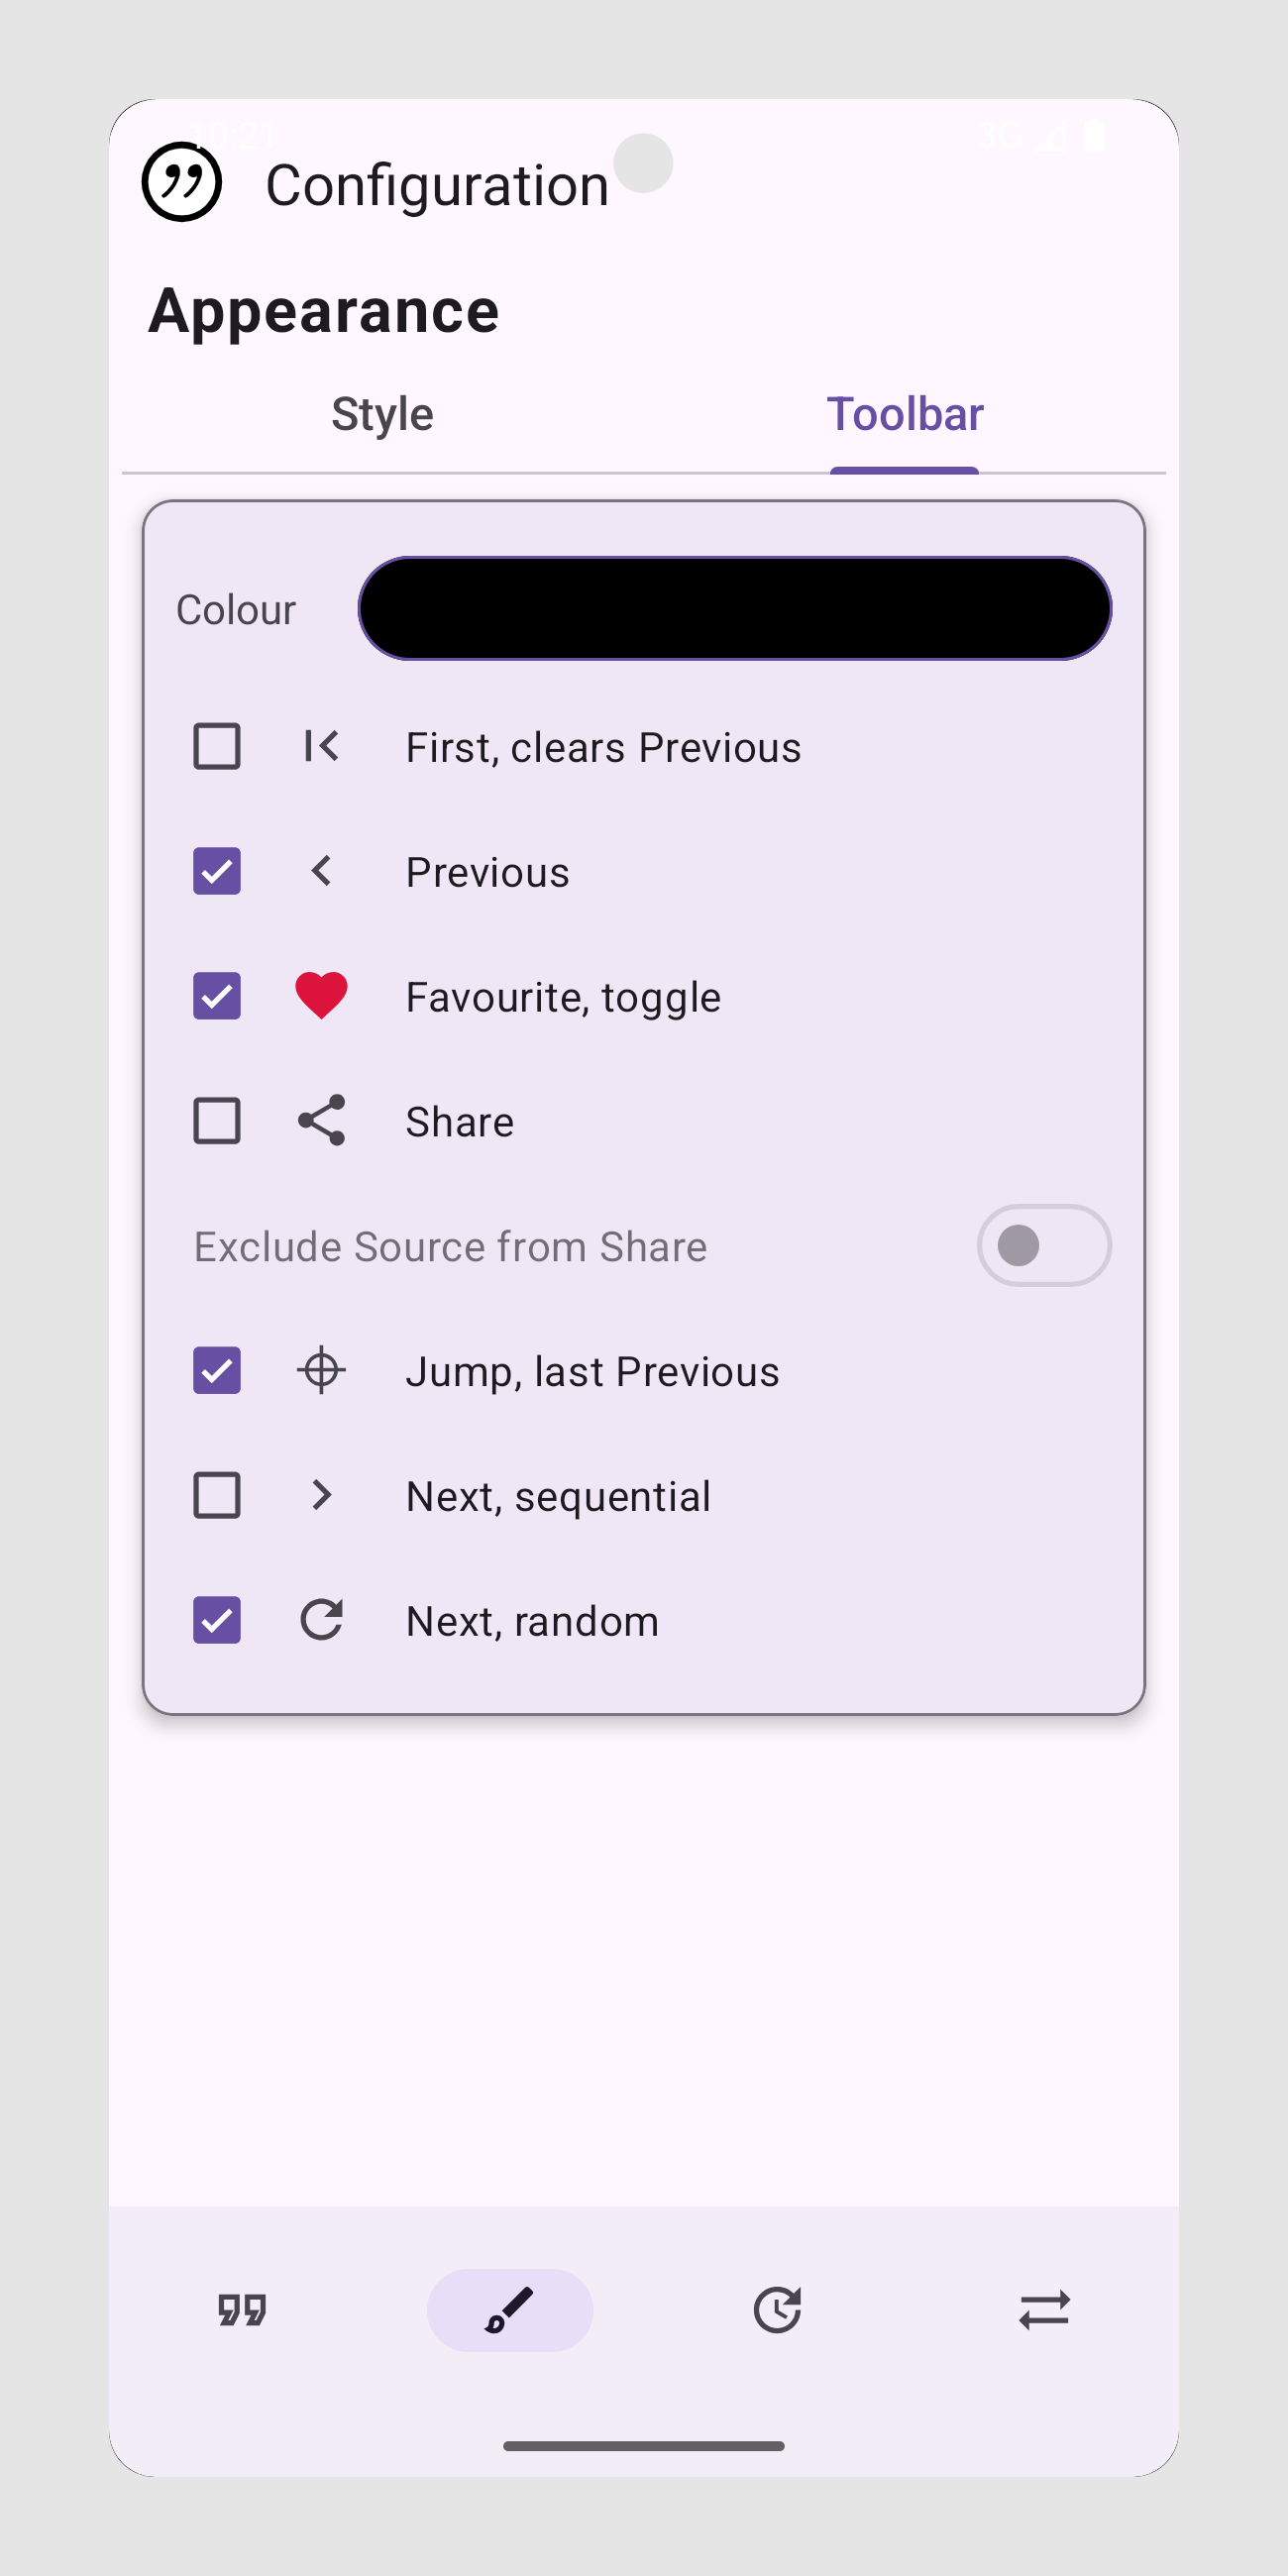 10:21
3G
Configuration
Appearance
Style
Toolbar
Colour
First, clears Previous
Previous
Favourite, toggle
Share
Exclude Source from Share
Jump, last Previous
Next, sequential
Next, random